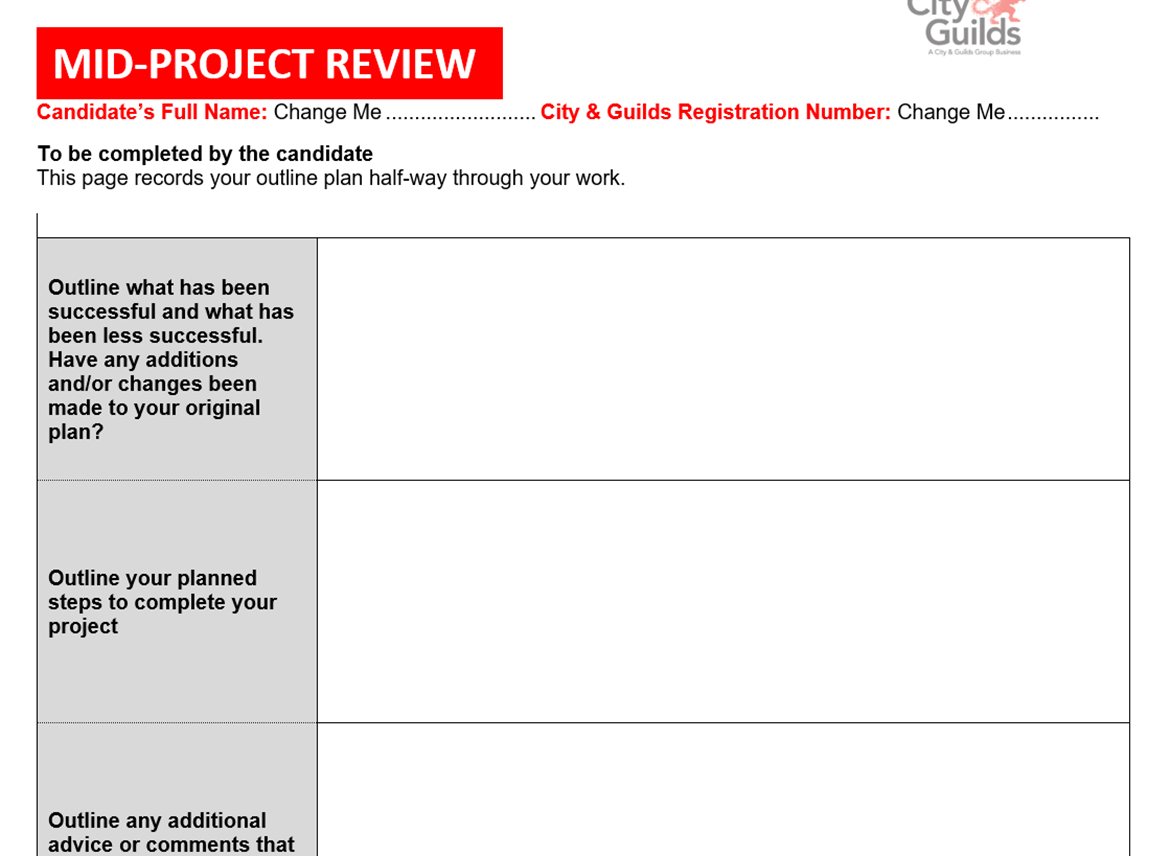 City
Guilds
A City & Guilds Group Business
MID-PROJECT REVIEW
Candidate’s Full Name: Change Me.......................... City & Guilds Registration Number: Change Me................
To be completed by the candidate
This page records your outline plan half-way through your work.
Outline what has been
successful and what has
been less successful.
Have any additions
and/or changes been
made to your original
plan?
Outline your planned
steps to complete your
project
Outline any additional
advice or comments that